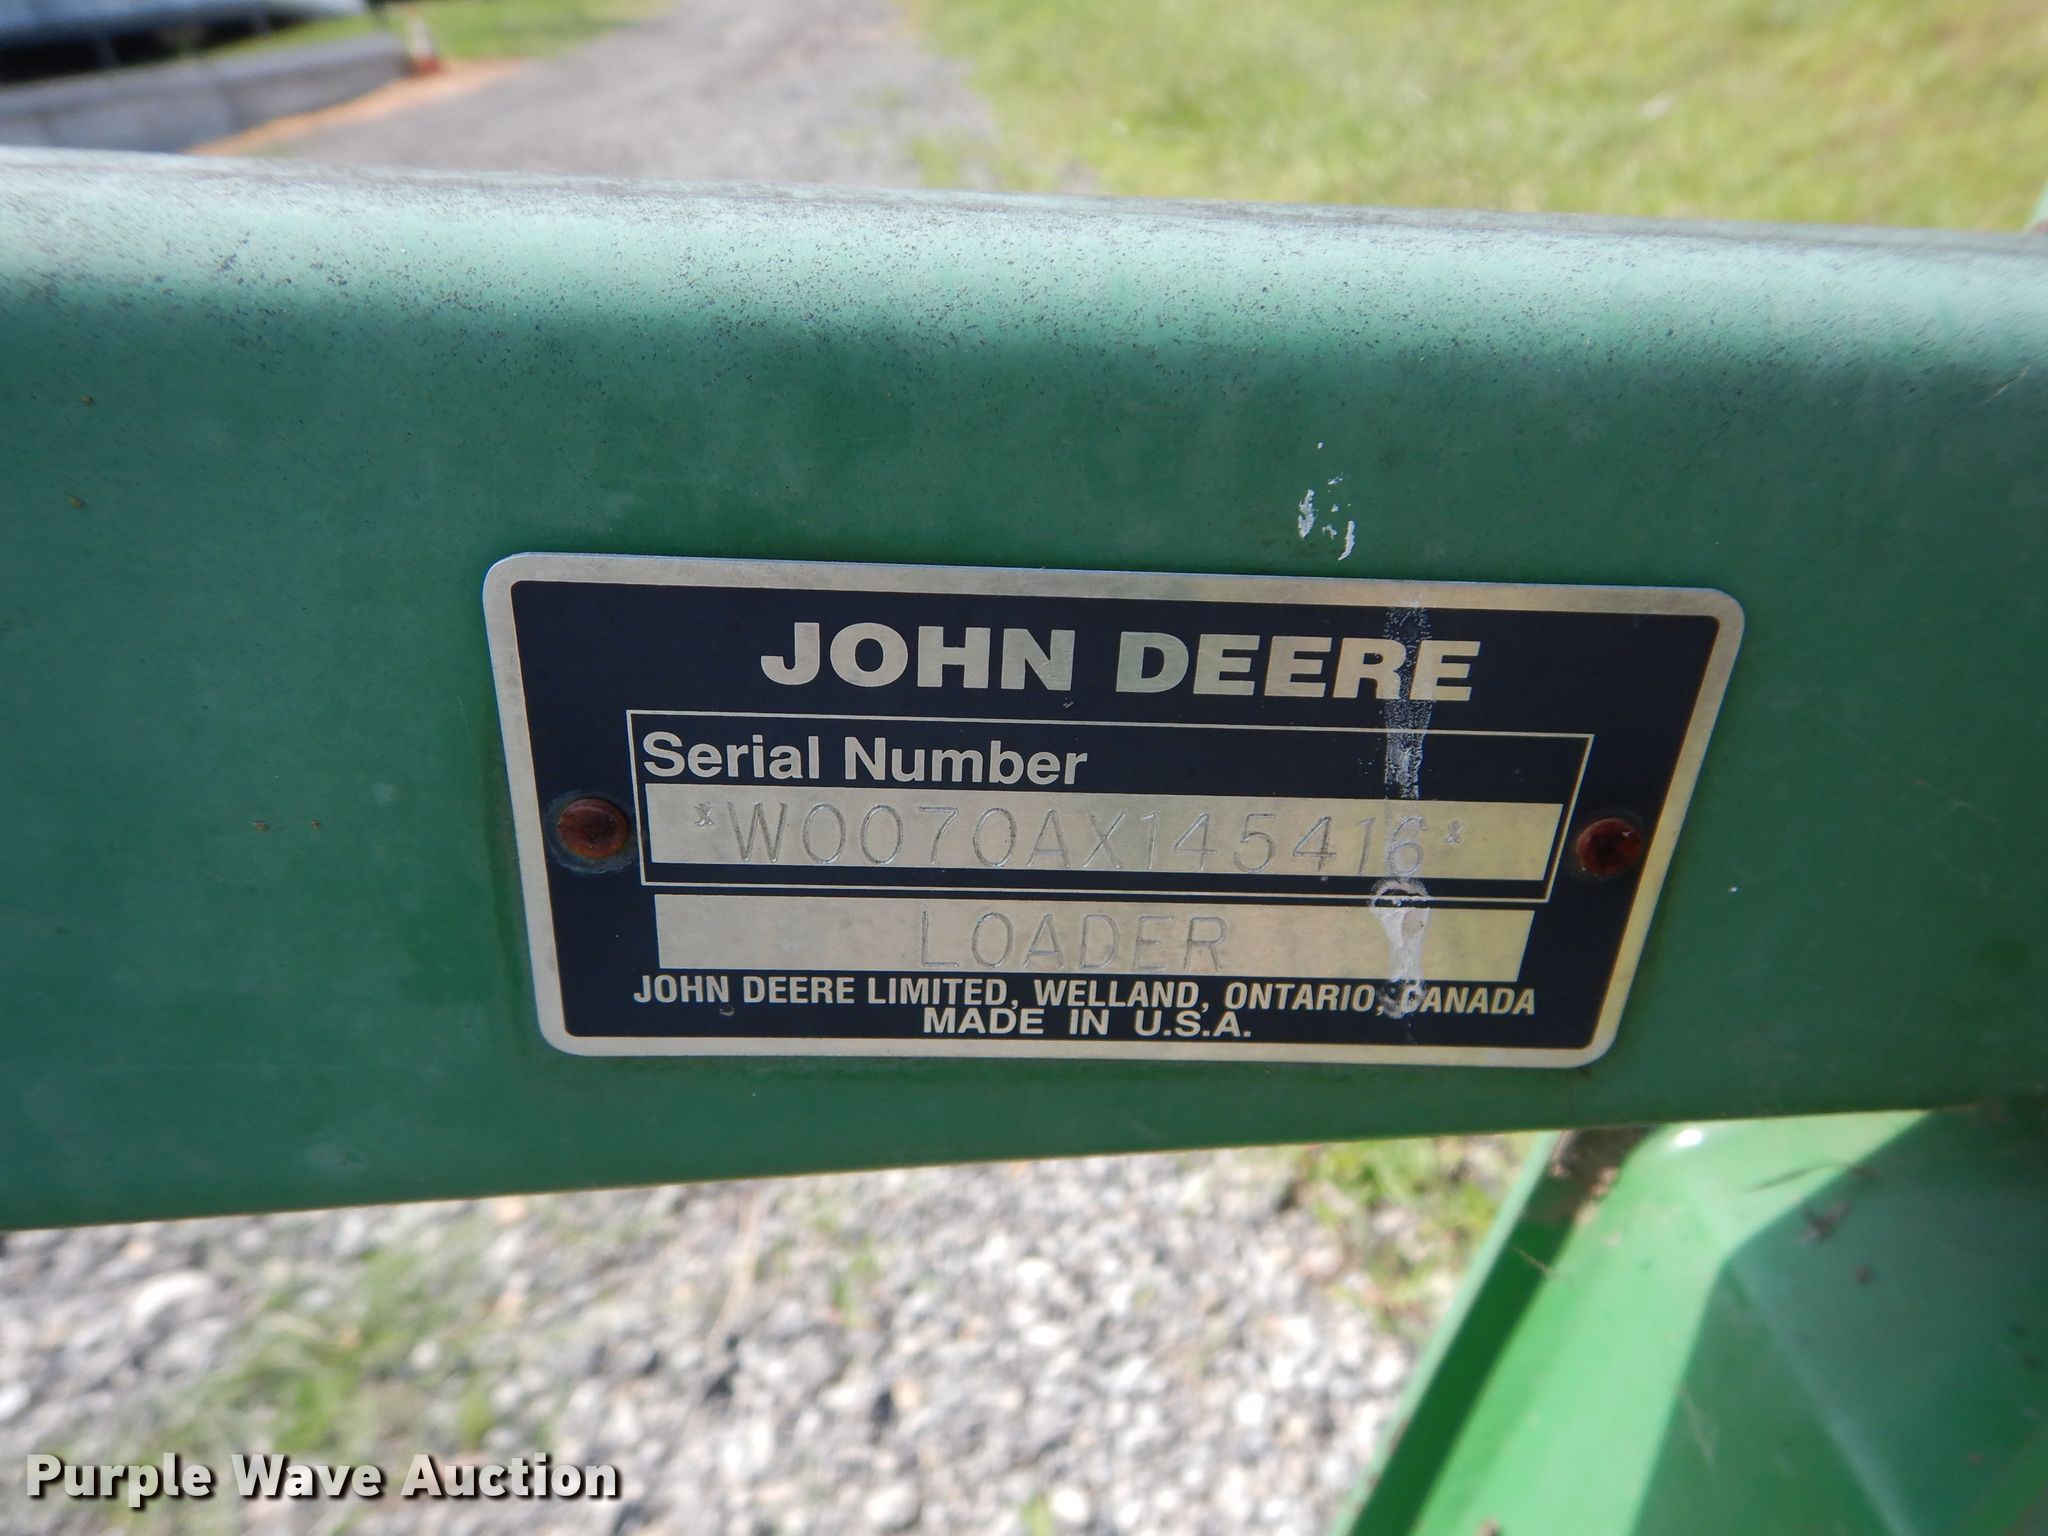 JOHN DEERE
Serial Number
*W0070AX145416*
LOADER
JOHN DEERE LIMITED, WELLAND, ONTARIO, CANADA
MADE IN U.S.A.
Purple Wave Auction